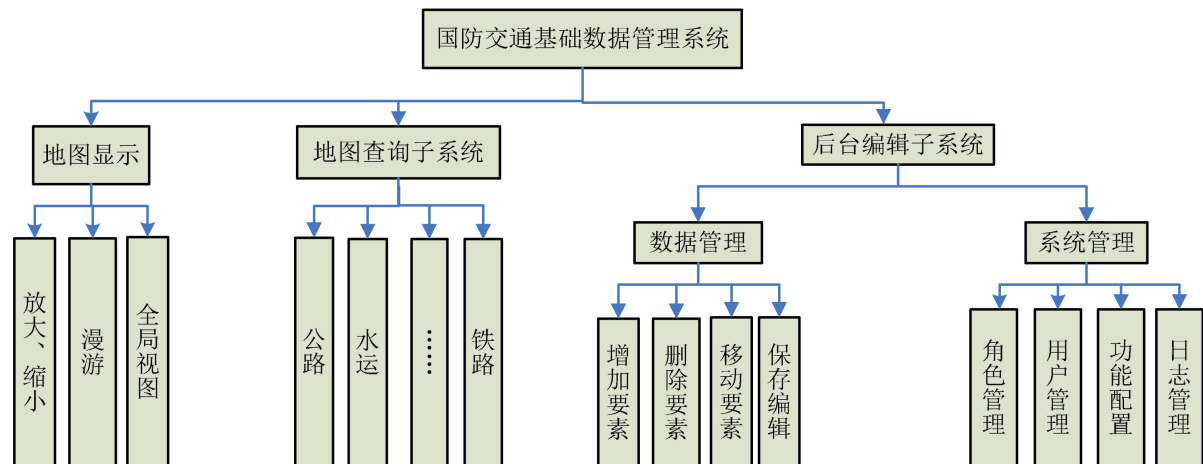 国防交通基础数据管理系统
地图显示
地图查询子系统
后台编辑子系统
数据管理
系统管理
放大、缩小
漫游
全局视图
公路
水运
……
铁路
增加要素
删除要素
移动要素
保存编辑
角色管理
用户管理
功能配置
日志管理